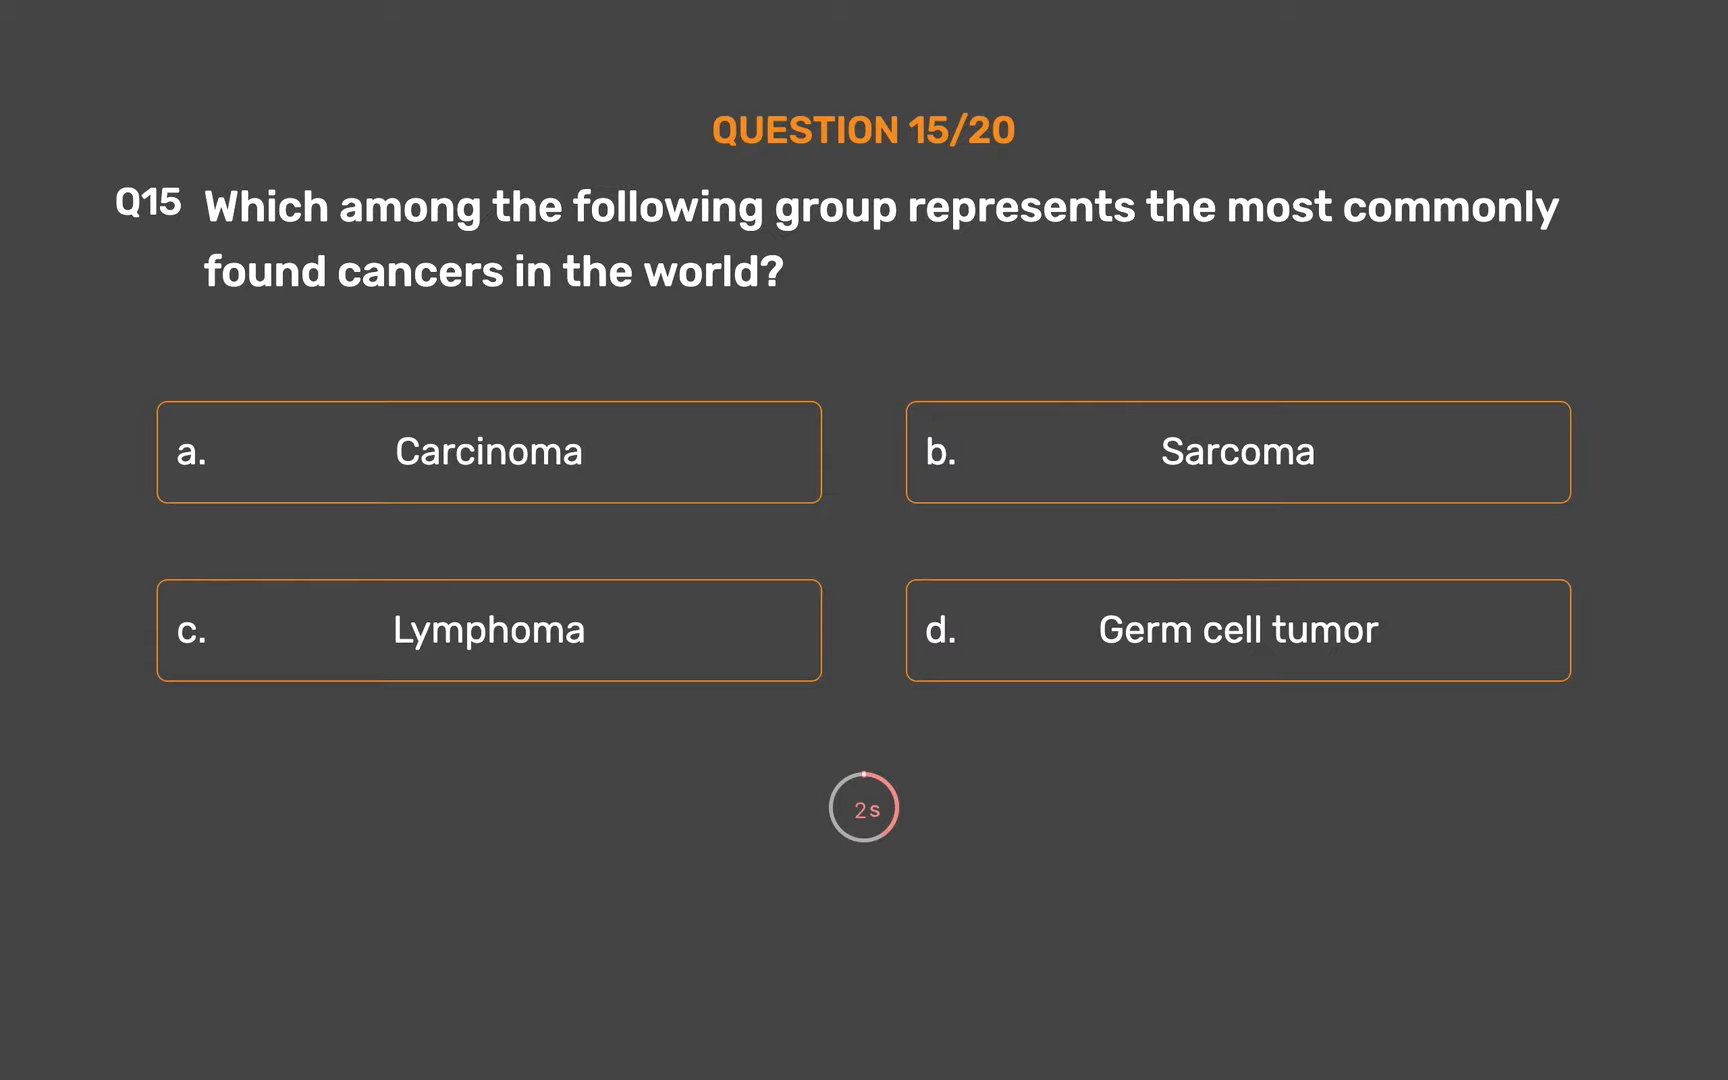 QUESTION 15/20
Q15 Which among the following group represents the most commonly
found cancers in the world?
a. Carcinoma
b. Sarcoma
c. Lymphoma
d. Germ cell tumor
2s